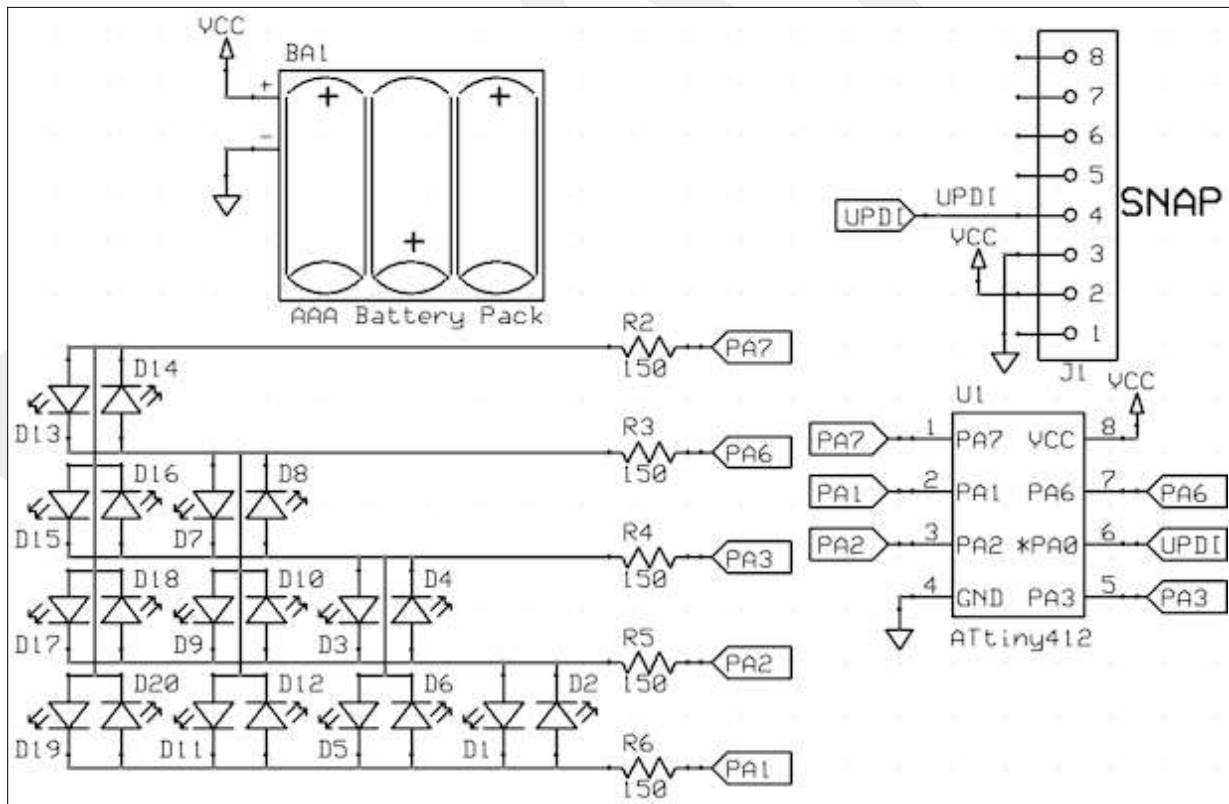 VCC
BA1
+
-
+
+
+
AAA Battery Pack
8
7
6
5
UPDI
UPDI
4
SNAP
VCC
3
2
1
J1
R2
150
PA7
D14
D13
R3
150
PA6
D16
D8
D15
D7
R4
150
PA3
D18
D10
D4
D17
D9
D3
R5
150
PA2
D20
D12
D6
D2
D19
D11
D5
D1
R6
150
PA1
U1
VCC
PA7 1 PA7 VCC 8
PA1 2 PA1 PA6 7 PA6
PA2 3 PA2 *PA0 6 UPDI
4 GND PA3 5 PA3
ATtiny412